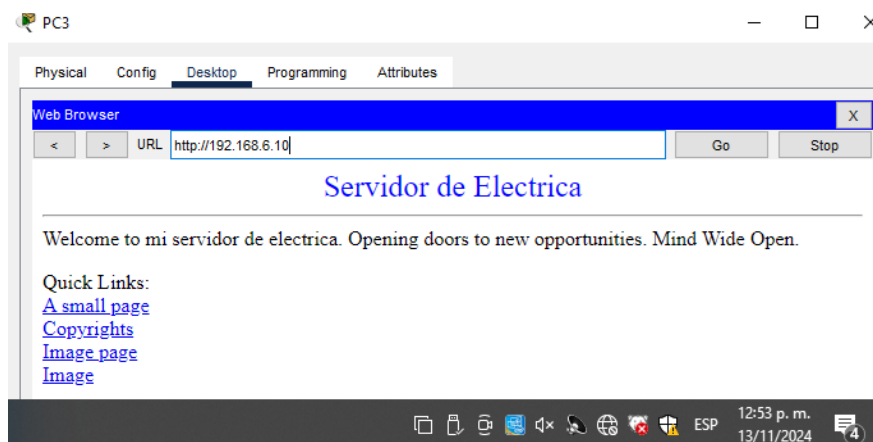 PC3
Physical Config Desktop Programming Attributes
Web Browser
X
< > URL http://192.168.6.10 Go Stop
Servidor de Electrica
Welcome to mi servidor de electrica. Opening doors to new opportunities. Mind Wide Open.
Quick Links:
A small page
Copyrights
Image page
Image
ESP
12:53 p. m.
13/11/2024
4